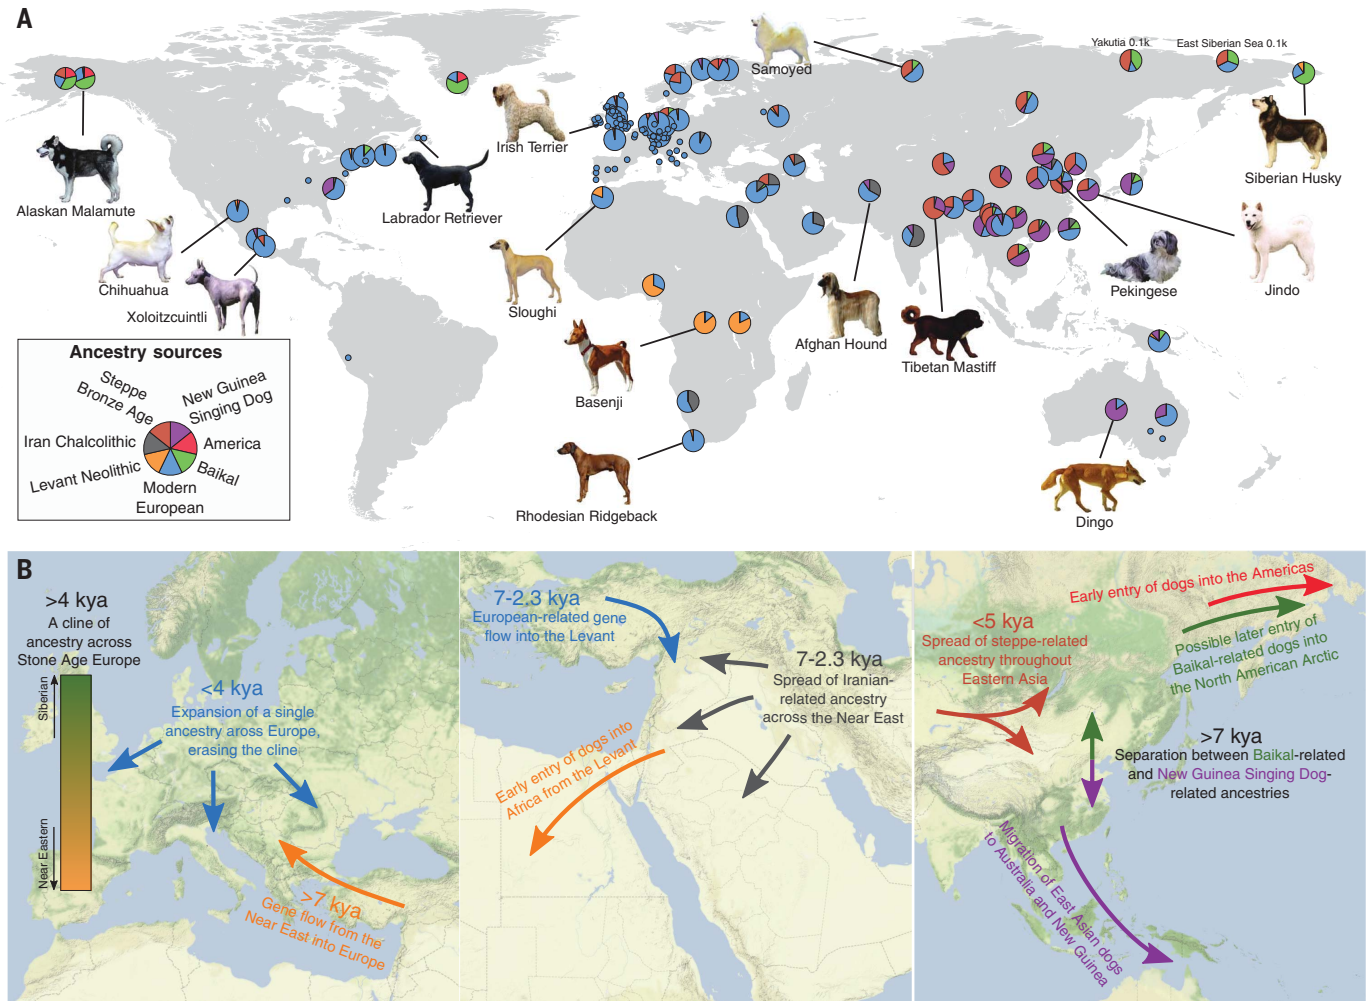 A
Samoyed
Yakutia 0.1k
East Siberian Sea 0.1k
Irish Terrier
Siberian Husky
Alaskan Malamute
Labrador Retriever
Chihuahua
Xoloitzcuintli
Sloughi
Basenji
Rhodesian Ridgeback
Afghan Hound
Tibetan Mastiff
Pekingese
Jindo
Dingo
Ancestry sources
Steppe
Bronze Age
New Guinea
Singing Dog
Iran Chalcolithic
America
Levant Neolithic
Baikal
Modern
European
B
>4 kya
A cline of
ancestry across
Stone Age Europe
Siberian
Near Eastern
<4 kya
Expansion of a single
ancestry aross Europe,
erasing the cline
>7 kya
Gene flow from the
Near East into Europe
7-2.3 kya
European-related gene
flow into the Levant
7-2.3 kya
Spread of Iranian-
related ancestry
across the Near East
Early entry of dogs into
Africa from the Levant
<5 kya
Spread of steppe-related
ancestry throughout
Eastern Asia
Early entry of dogs into the Americas
Possible later entry of
Baikal-related dogs into
the North American Arctic
>7 kya
Separation between Baikal-related
and New Guinea Singing Dog-
related ancestries
Migration of East Asian dogs
to Australia and New Guinea